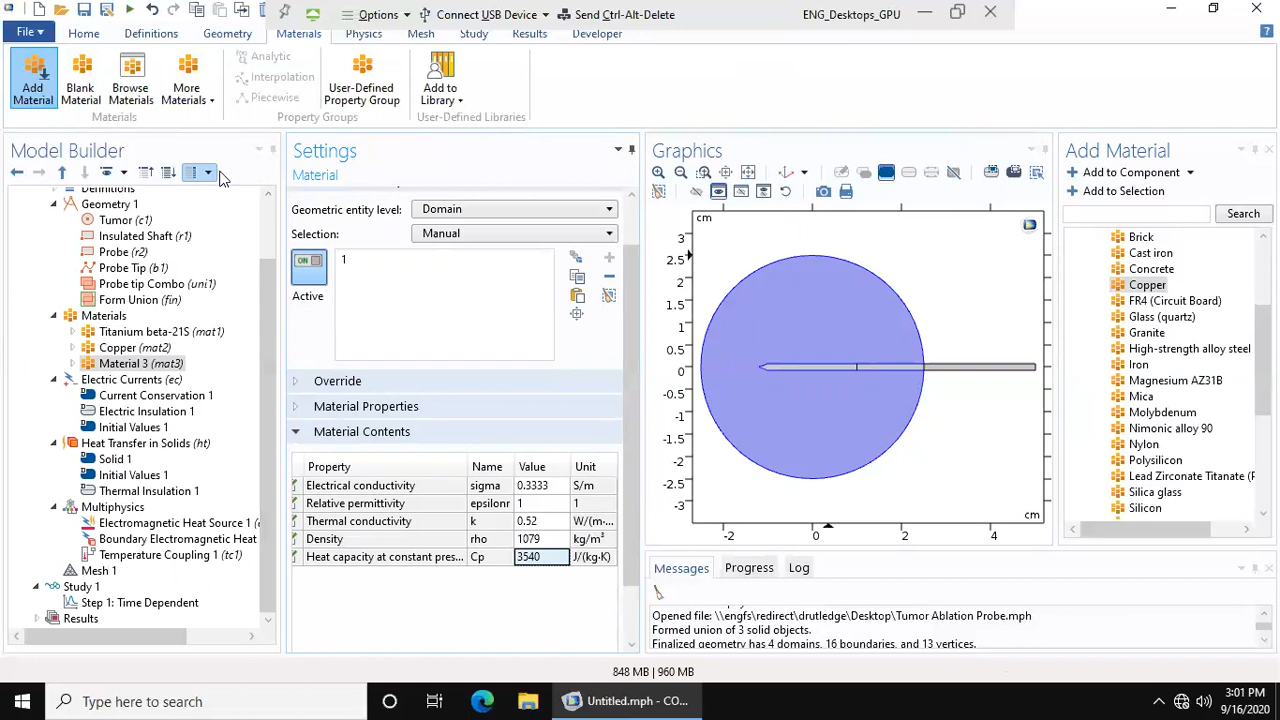 Options
Connect USB Device
Send Ctrl-Alt-Delete
ENG_Desktops_GPU
File
Home
Definitions
Geometry
Materials
Physics
Mesh
Study
Results
Developer
Add Material
Blank Material
Browse Materials
More Materials
Analytic
Interpolation
Piecewise
User-Defined Property Group
Add to Library
Materials
Property Groups
User-Defined Libraries
Model Builder
Definitions
Geometry 1
Tumor (c1)
Insulated Shaft (r1)
Probe (r2)
Probe Tip (b1)
Probe tip Combo (uni1)
Form Union (fin)
Materials
Titanium beta-21S (mat1)
Copper (mat2)
Material 3 (mat3)
Electric Currents (ec)
Current Conservation 1
Electric Insulation 1
Initial Values 1
Heat Transfer in Solids (ht)
Solid 1
Initial Values 1
Thermal Insulation 1
Multiphysics
Electromagnetic Heat Source 1 (
Boundary Electromagnetic Heat
Temperature Coupling 1 (tc1)
Mesh 1
Study 1
Step 1: Time Dependent
Results
Settings
Material
Geometric entity level: Domain
Selection: Manual
ON
Active
1
Override
Material Properties
Material Contents
Property Name Value Unit
Electrical conductivity sigma 0.3333 S/m
Relative permittivity epsilonr 1 1
Thermal conductivity k 0.52 W/(m·...
Density rho 1079 kg/m³
Heat capacity at constant pres... Cp 3540 J/(kg·K)
Graphics
cm
3
2.5
2
1.5
1
0.5
0
-0.5
-1
-1.5
-2
-2.5
-3
cm
-2 0 2 4
Messages
Progress
Log
Opened file: \\engfs\redirect\drutledge\Desktop\Tumor Ablation Probe.mph
Formed union of 3 solid objects.
Finalized geometry has 4 domains, 16 boundaries, and 13 vertices.
Add Material
Add to Component
Add to Selection
Search
Brick
Cast iron
Concrete
Copper
FR4 (Circuit Board)
Glass (quartz)
Granite
High-strength alloy steel
Iron
Magnesium AZ31B
Mica
Molybdenum
Nimonic alloy 90
Nylon
Polysilicon
Lead Zirconate Titanate (P
Silica glass
Silicon
848 MB | 960 MB
Type here to search
Untitled.mph - CO...
3:01 PM
9/16/2020